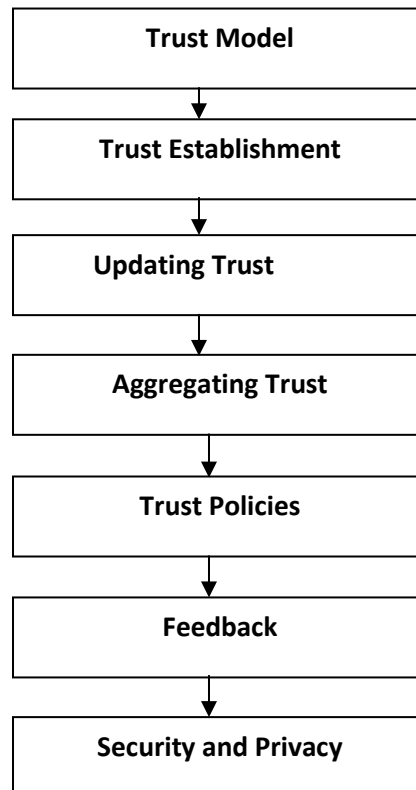 Trust Model
Trust Establishment
Updating Trust
Aggregating Trust
Trust Policies
Feedback
Security and Privacy